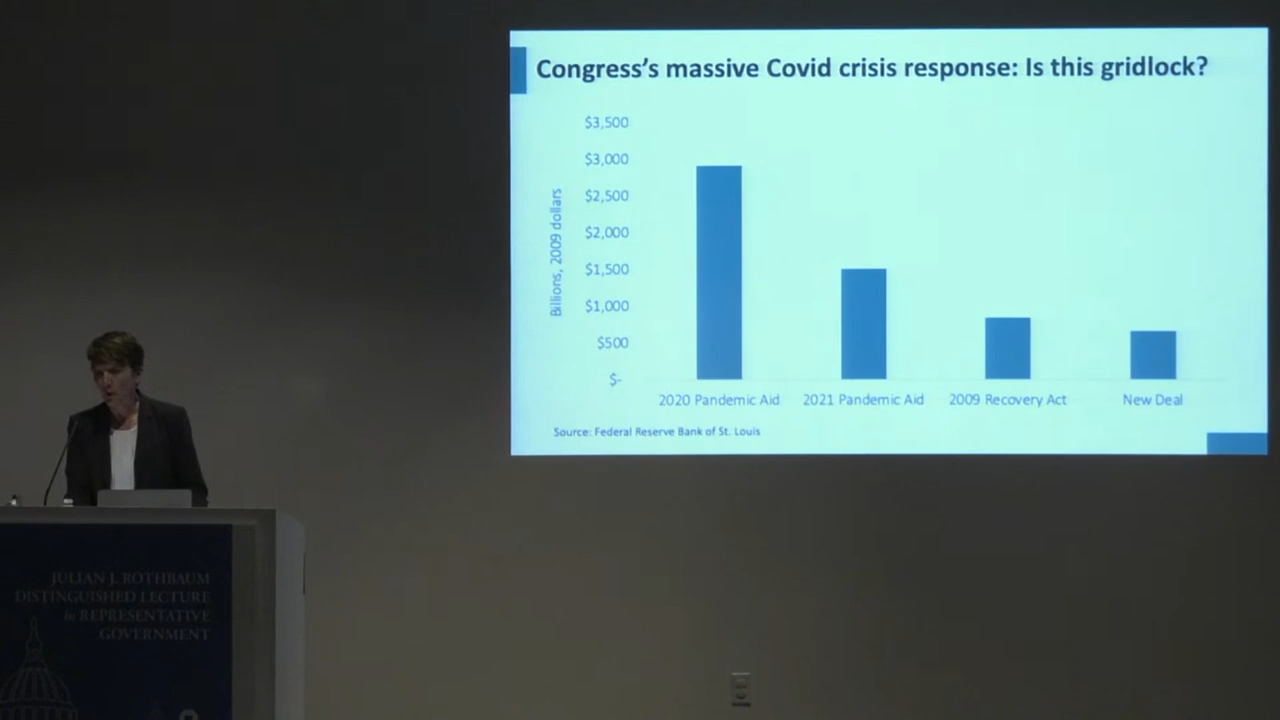 Congress’s massive Covid crisis response: Is this gridlock?
Billions, 2009 dollars
$3,500
$3,000
$2,500
$2,000
$1,500
$1,000
$500
$-
2020 Pandemic Aid
2021 Pandemic Aid
2009 Recovery Act
New Deal
Source: Federal Reserve Bank of St. Louis
JULIAN J. ROTHBAUM
DISTINGUISHED LECTURE
in REPRESENTATIVE
GOVERNMENT